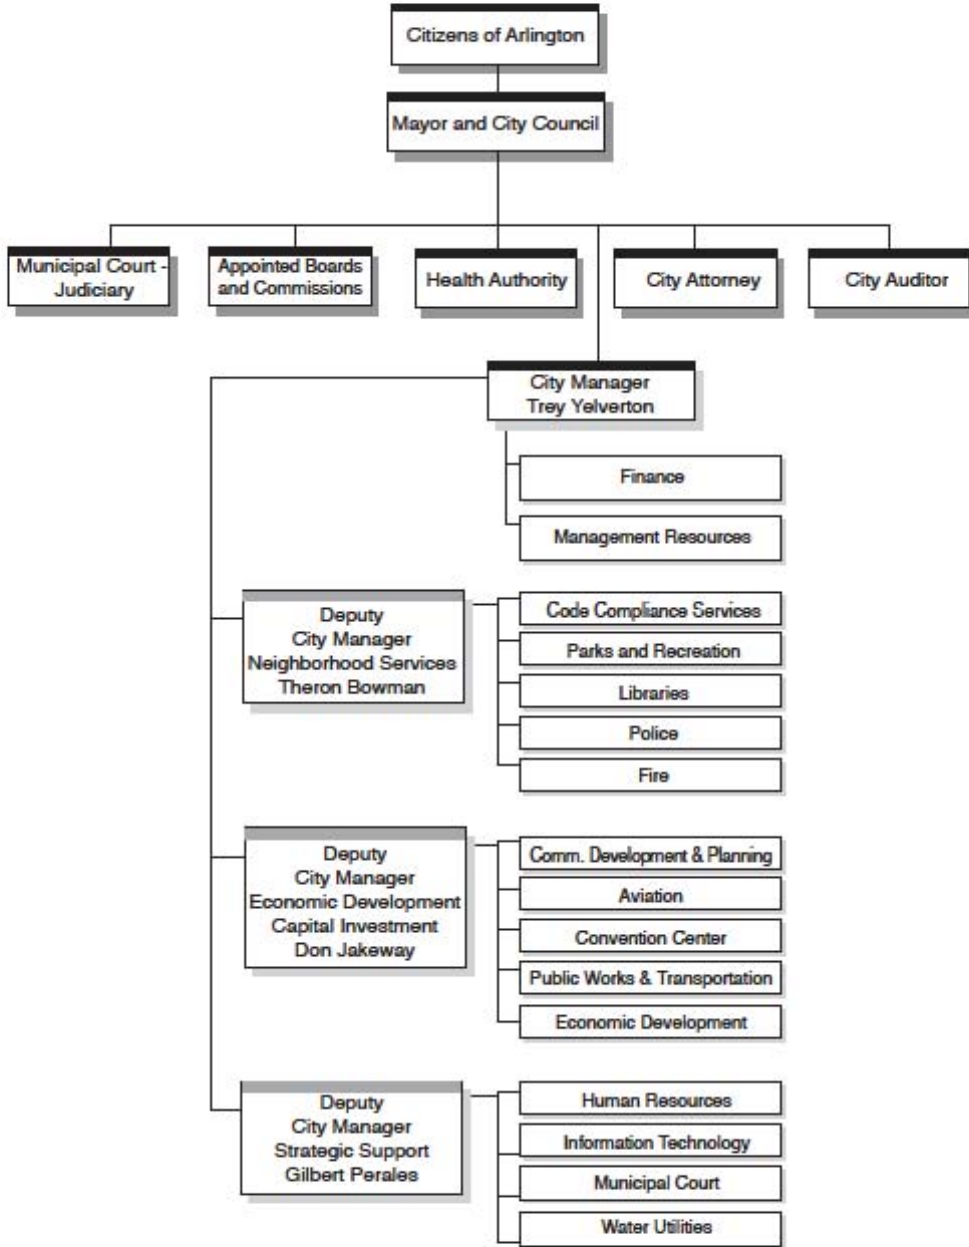 Citizens of Arlington
Mayor and City Council
Municipal Court -
Judiciary
Appointed Boards
and Commissions
Health Authority
City Attorney
City Auditor
City Manager
Trey Yelverton
Finance
Management Resources
Deputy
City Manager
Neighborhood Services
Theron Bowman
Code Compliance Services
Parks and Recreation
Libraries
Police
Fire
Deputy
City Manager
Economic Development
Capital Investment
Don Jakeway
Comm. Development & Planning
Aviation
Convention Center
Public Works & Transportation
Economic Development
Deputy
City Manager
Strategic Support
Gilbert Perales
Human Resources
Information Technology
Municipal Court
Water Utilities